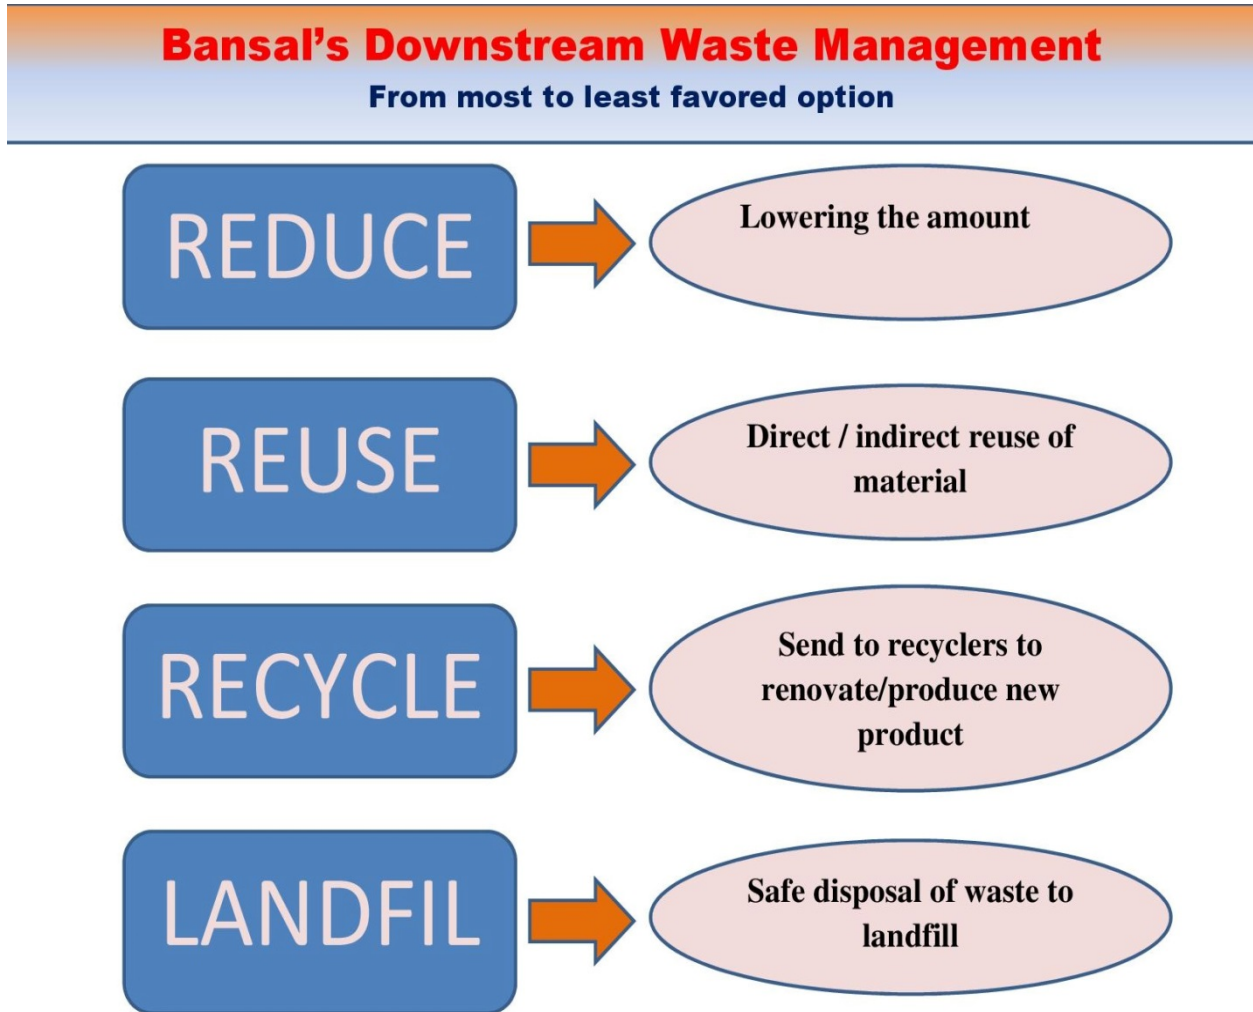 Bansal’s Downstream Waste Management
From most to least favored option
REDUCE
Lowering the amount
REUSE
Direct / indirect reuse of
material
RECYCLE
Send to recyclers to
renovate/produce new
product
LANDFIL
Safe disposal of waste to
landfill